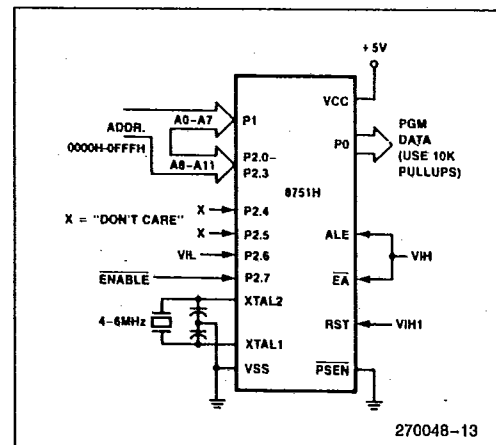 +5V
VCC
A0-A7
P1
ADDR.
0000H-0FFFH
A8-A11
P2.0-
P2.3
P0
PGM
DATA
(USE 10K
PULLUPS)
8751H
X
P2.4
X = "DON'T CARE"
X
P2.5
VIL
P2.6
ENABLE
P2.7
ALE
VIH
EA
XTAL2
4-6MHz
XTAL1
RST
VIH1
VSS
PSEN
270048-13